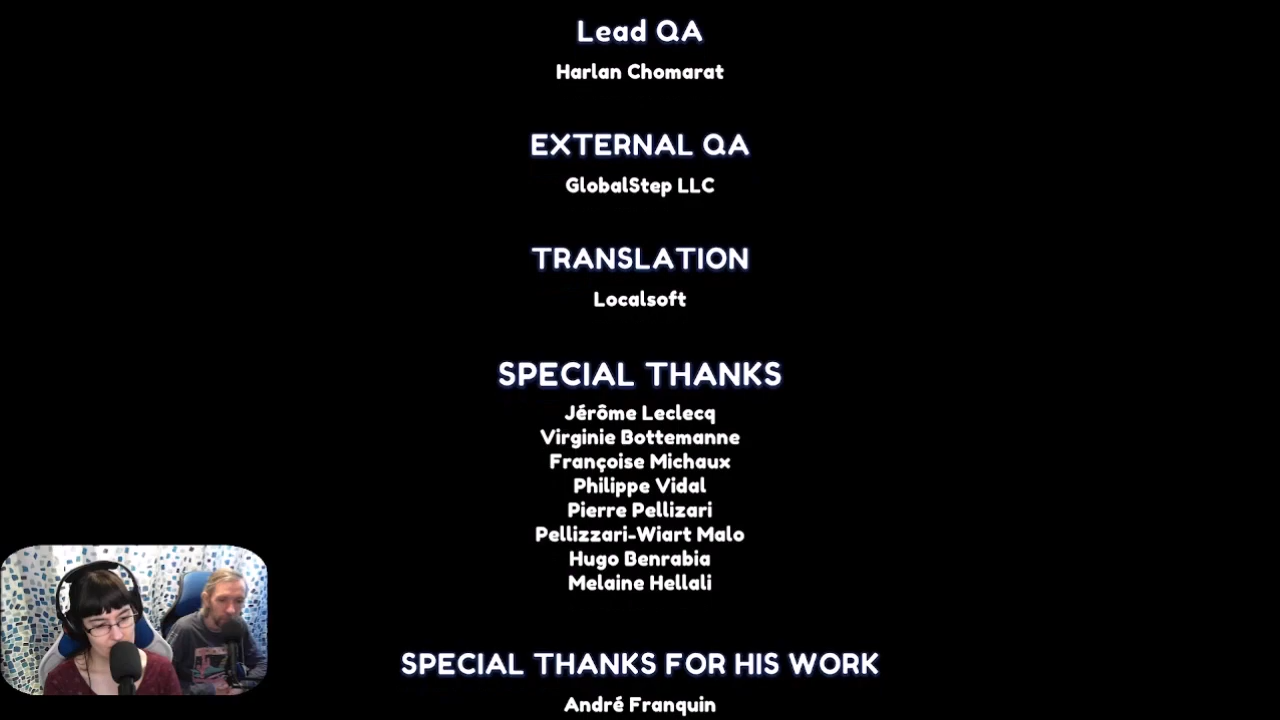 Lead QA
Harlan Chomarat
EXTERNAL QA
GlobalStep LLC
TRANSLATION
Localsoft
SPECIAL THANKS
Jérôme Leclecq
Virginie Bottemanne
Françoise Michaux
Philippe Vidal
Pierre Pellizari
Pellizzari-Wiart Malo
Hugo Benrabia
Melaine Hellali
SPECIAL THANKS FOR HIS WORK
André Franquin